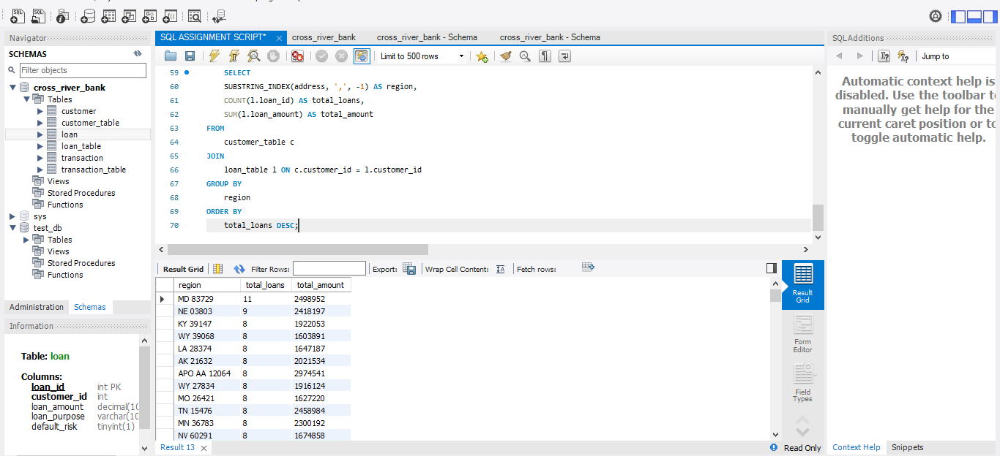 Navigator
SCHEMAS
Filter objects
cross_river_bank
Tables
customer
customer_table
loan
loan_table
transaction
transaction_table
Views
Stored Procedures
Functions
sys
test_db
Tables
Views
Stored Procedures
Functions
Administration Schemas
Information
Table: loan
Columns:
loan_id int PK
customer_id int
loan_amount decimal(10
loan_purpose varchar(10
default_risk tinyint(1)
SQL ASSIGNMENT SCRIPT* × cross_river_bank cross_river_bank - Schema cross_river_bank - Schema
Limit to 500 rows
59 SELECT
60 SUBSTRING_INDEX(address, ',', -1) AS region,
61 COUNT(l.loan_id) AS total_loans,
62 SUM(l.loan_amount) AS total_amount
63 FROM
64 customer_table c
65 JOIN
66 loan_table l ON c.customer_id = l.customer_id
67 GROUP BY
68 region
69 ORDER BY
70 total_loans DESC;
Result Grid Filter Rows: Export: Wrap Cell Content: IA Fetch rows:
region total_loans total_amount
MD 83729 11 2498952
NE 03803 9 2418197
KY 39147 8 1922053
WY 39068 8 1603891
LA 28374 8 1647187
AK 21632 8 2021534
APO AA 12064 8 2974541
WY 27834 8 1916124
MO 26421 8 1627220
TN 15476 8 2458984
MN 36783 8 2300192
NV 60291 8 1674858
Result 13 ×
Result
Grid
Form
Editor
Field
Types
Read Only
SQLAdditions
Jump to
Automatic context help is
disabled. Use the toolbar to
manually get help for the
current caret position or to
toggle automatic help.
Context Help Snippets